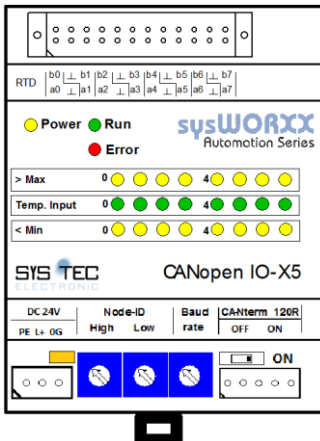 RTD b0 ⊥ b1 b2 ⊥ b3 b4 ⊥ b5 b6 ⊥ b7
a0 ⊥ a1 a2 ⊥ a3 a4 ⊥ a5 a6 ⊥ a7
Power Run
Error
sysWORXX
Automation Series
> Max 0 4
Temp. Input 0 4
< Min 0 4
SYS TEC
ELECTRONIC
CANopen IO-X5
DC 24V Node-ID Baud CANterm 120R
PE L+ 0G High Low rate OFF ON
ON